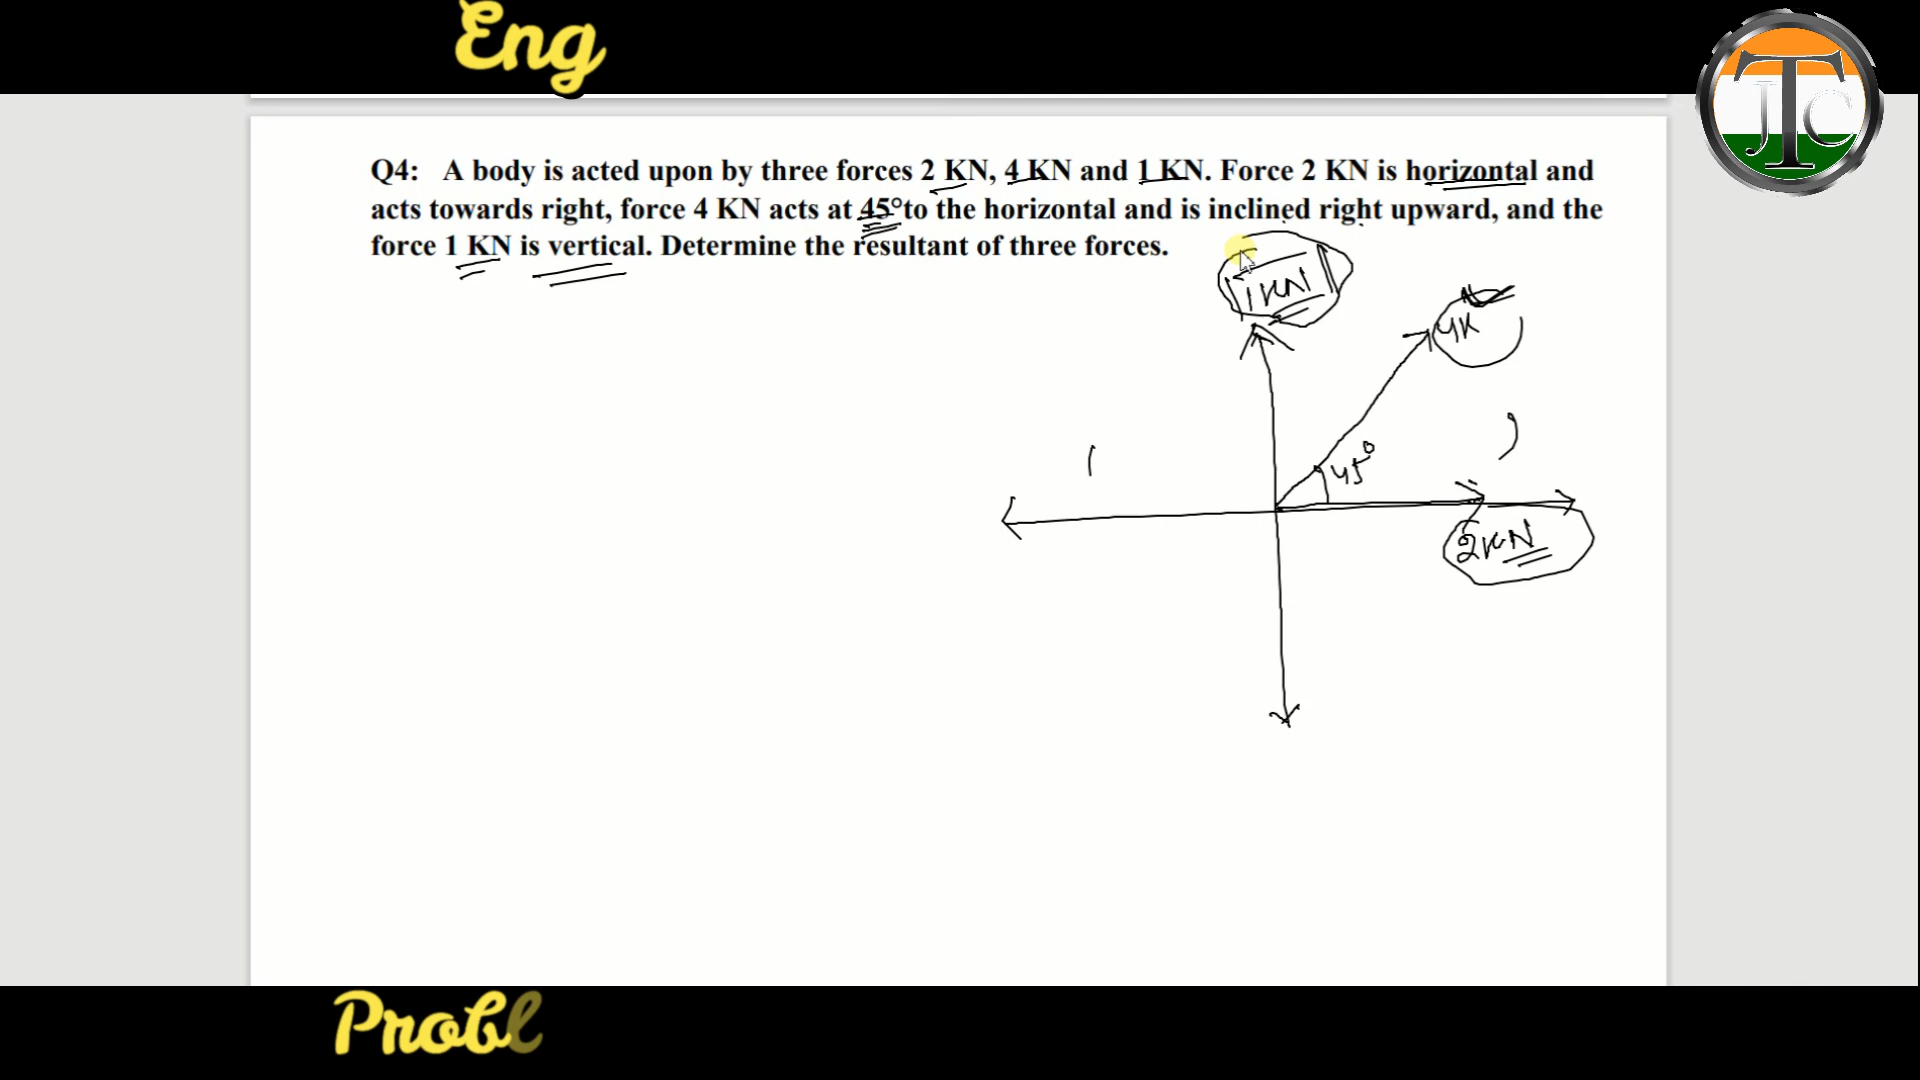 Eng
JTC
Q4: A body is acted upon by three forces 2 KN, 4 KN and 1 KN. Force 2 KN is horizontal and
acts towards right, force 4 KN acts at 45°to the horizontal and is inclined right upward, and the
force 1 KN is vertical. Determine the resultant of three forces.
1KN
4K
45°
2KN
Probl